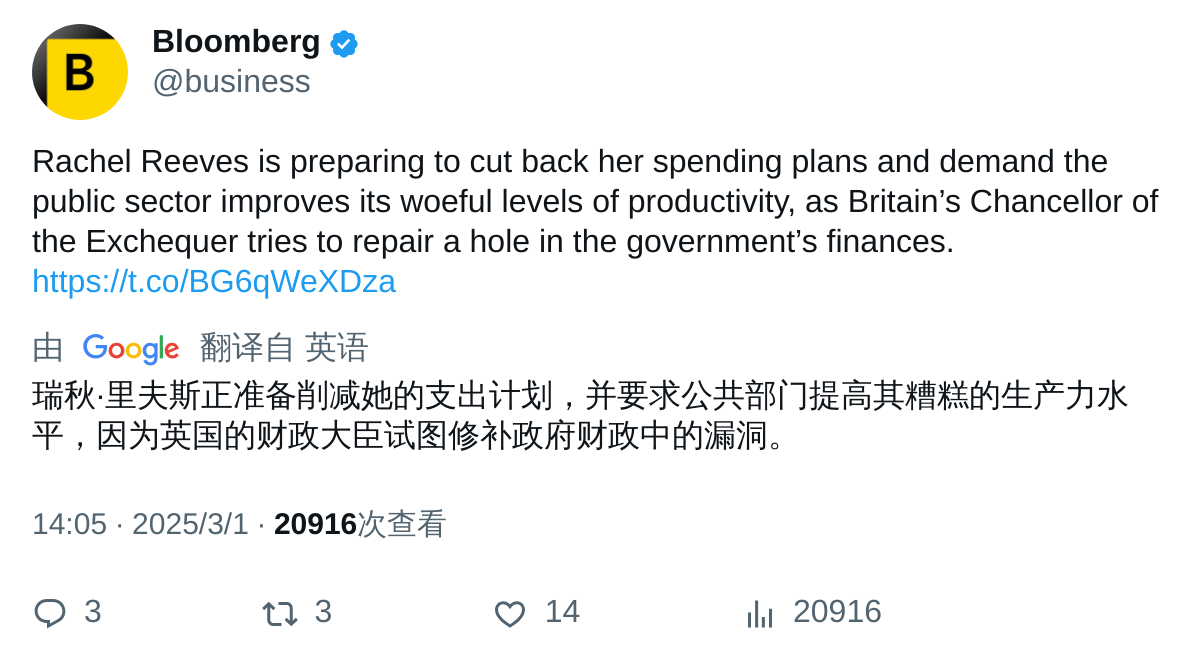 B
Bloomberg
@business
Rachel Reeves is preparing to cut back her spending plans and demand the
public sector improves its woeful levels of productivity, as Britain’s Chancellor of
the Exchequer tries to repair a hole in the government’s finances.
https://t.co/BG6qWeXDza
由 Google 翻译自 英语
瑞秋·里夫斯正准备削减她的支出计划，并要求公共部门提高其糟糕的生产力水
平，因为英国的财政大臣试图修补政府财政中的漏洞。
14:05 · 2025/3/1 · 20916次查看
3 3 14 20916